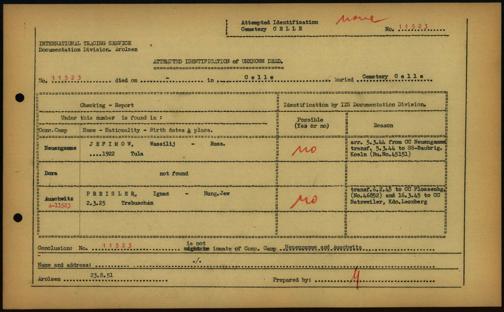 Attempted Identification none
Cemetery CELLE No. 11523
INTERNATIONAL TRACING SERVICE
Documentation Division. Arolsen
ATTEMPTED IDENTIFICATION of UNKNOWN DEAD.
No. 11523 died on - in Celle buried Cemetery Celle
Checking - Report
Identification by ITS Documentation Division.
Under this number is found in :
Possible (Yes or no) Reason
Conc.Camp Name - Nationality - Birth dates & place.
Neuengamme JEFIMOW, Wassilij - Russ.
....1922 Tula
no
arr. 5.3.44 from CC Neuengamme
transf. 5.3.44 to SS-Baubrig.
Koeln
Dora not found
Auschwitz PREISLER, Ignac - Hung.Jew
A-11523 2.3.25 Trebuschan
no
transf.6.2.45 to CC Flossenbg.
(No.46852) and 16.3.45 to CC
Natzweiler, Kdo.Leonberg
Conclusion: No. 11523 is not inmate of Conc. Camp Neuengamme and Auschwitz
Name and address: -/.
Arolsen 23.8.51 Prepared by: